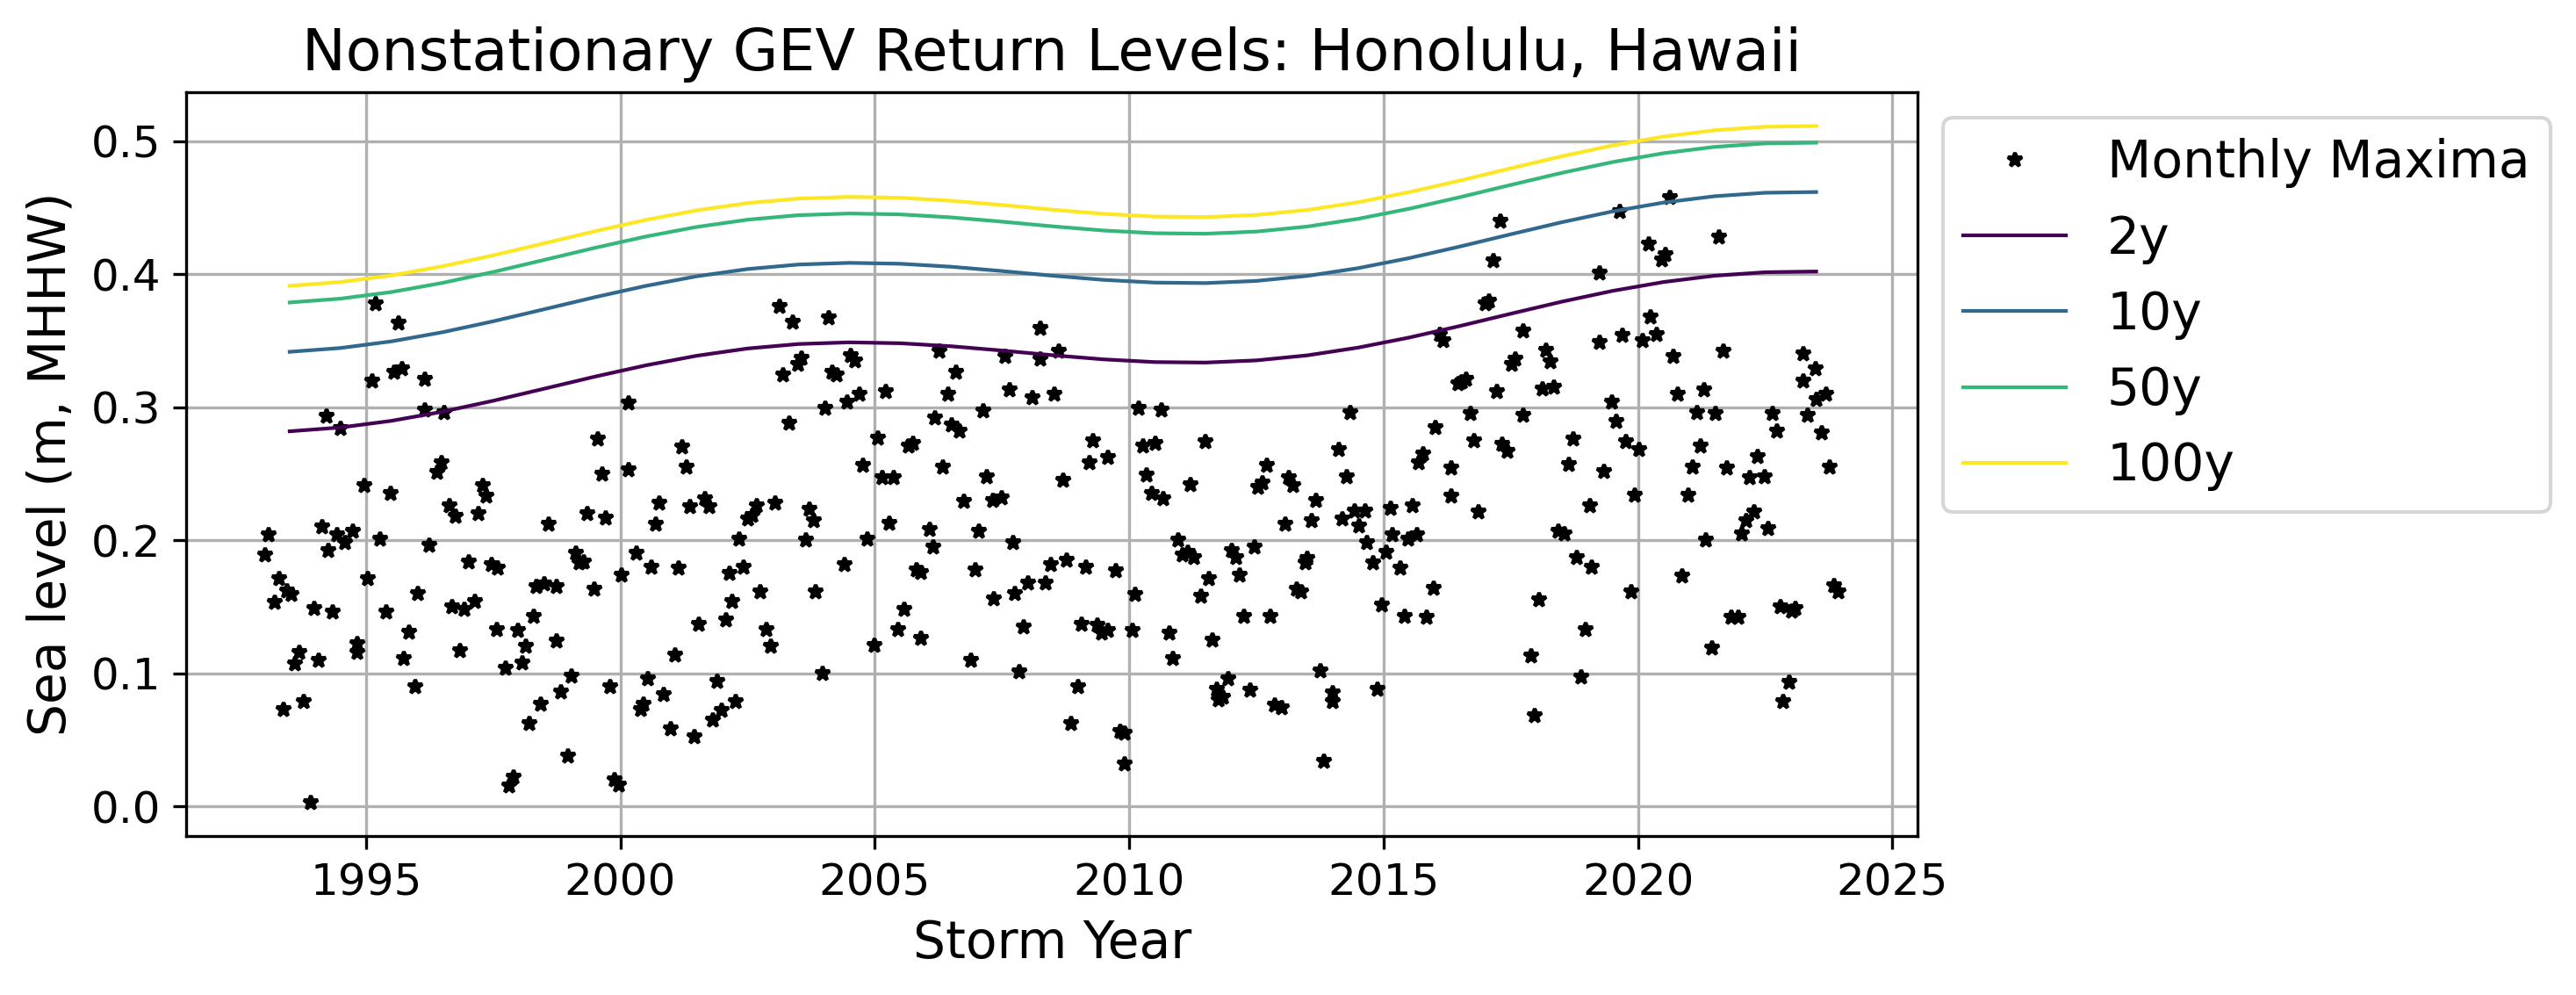 Nonstationary GEV Return Levels: Honolulu, Hawaii
Sea level (m, MHHW)
0.5
0.4
0.3
0.2
0.1
0.0
1995 2000 2005 2010 2015 2020 2025
Storm Year
Monthly Maxima
2y
10y
50y
100y